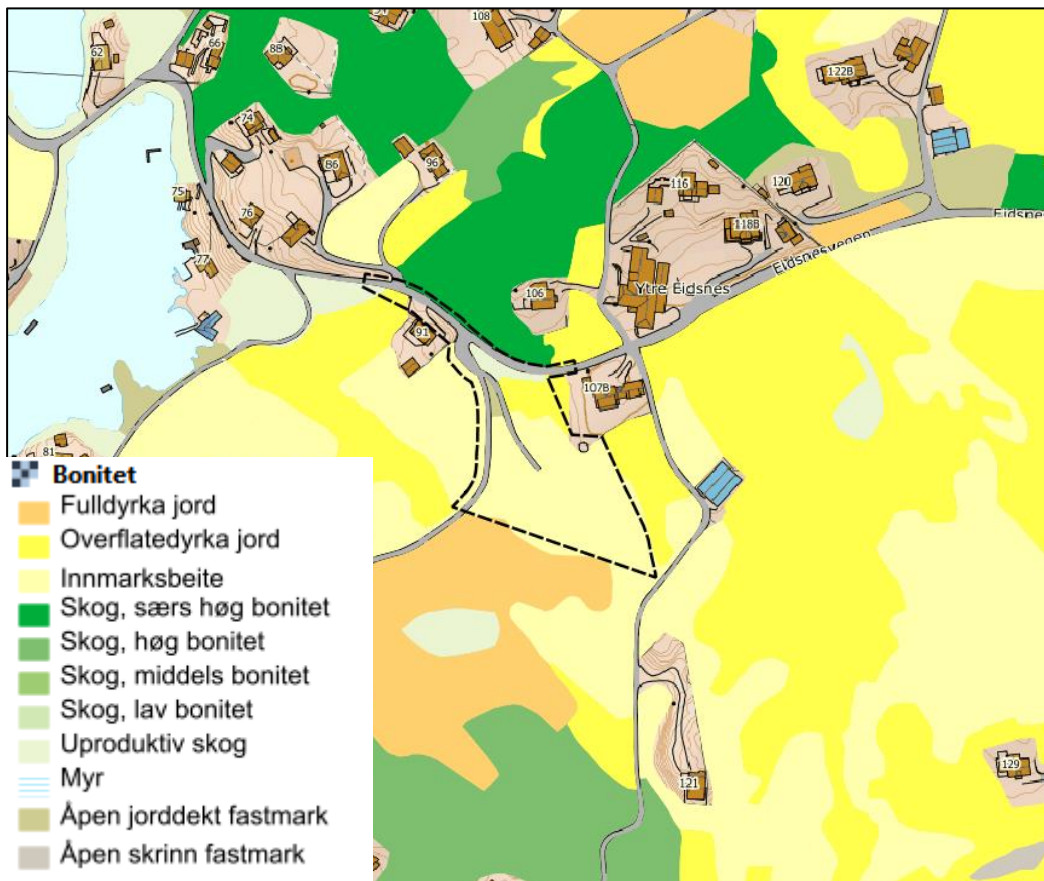 108
62
66
88
122B
74
86
96
116
120
75
76
118B
Eidsnesvegen
77
Ytre Eidsnes
106
91
107B
81
Bonitet
Fulldyrka jord
Overflatedyrka jord
Innmarksbeite
Skog, særs høg bonitet
Skog, høg bonitet
Skog, middels bonitet
Skog, lav bonitet
Uproduktiv skog
Myr
Åpen jorddekt fastmark
Åpen skrinn fastmark
129
121